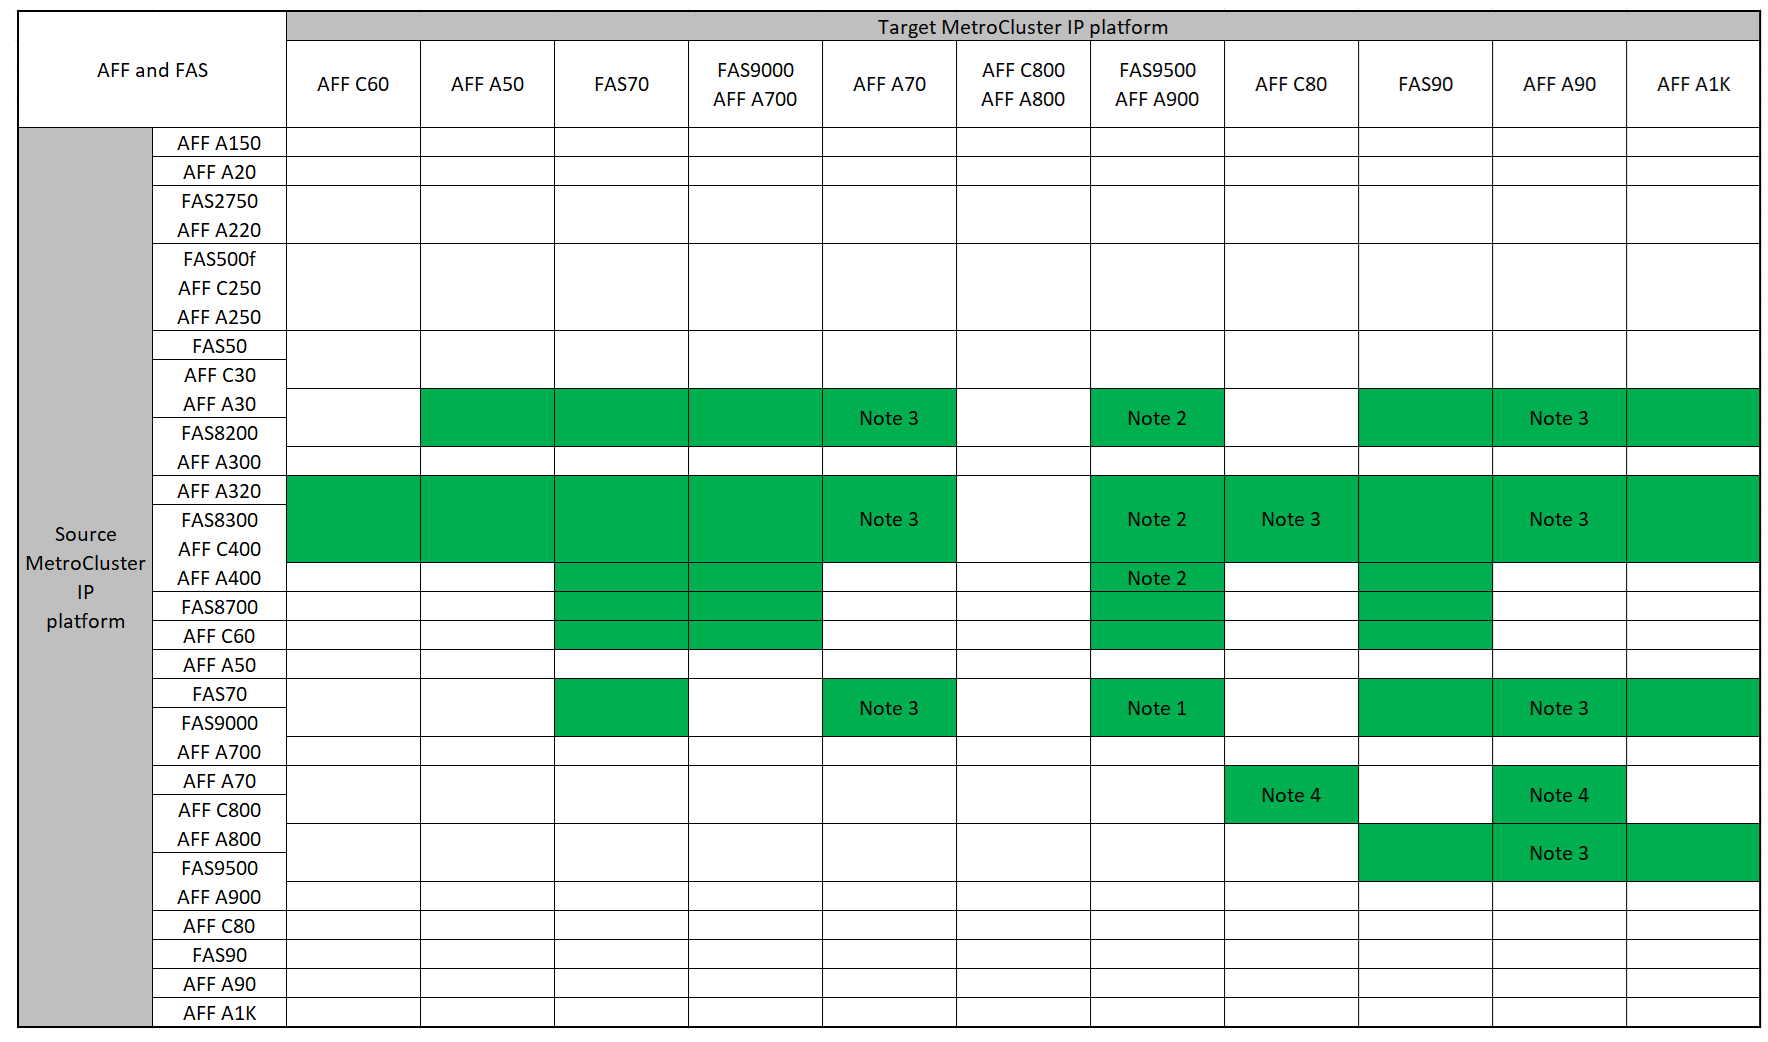 Target MetroCluster IP platform
AFF and FAS
AFF C60
AFF A50
FAS70
FAS9000
AFF A700
AFF A70
AFF C800
AFF A800
FAS9500
AFF A900
AFF C80
FAS90
AFF A90
AFF A1K
Source
MetroCluster
IP
platform
AFF A150
AFF A20
FAS2750
AFF A220
FAS500f
AFF C250
AFF A250
FAS50
AFF C30
AFF A30
Note 3
Note 2
Note 3
FAS8200
AFF A300
AFF A320
FAS8300
Note 3
Note 2
Note 3
Note 3
AFF C400
AFF A400
Note 2
FAS8700
AFF C60
AFF A50
FAS70
Note 3
Note 1
Note 3
FAS9000
AFF A700
AFF A70
Note 4
Note 4
AFF C800
AFF A800
Note 3
FAS9500
AFF A900
AFF C80
FAS90
AFF A90
AFF A1K